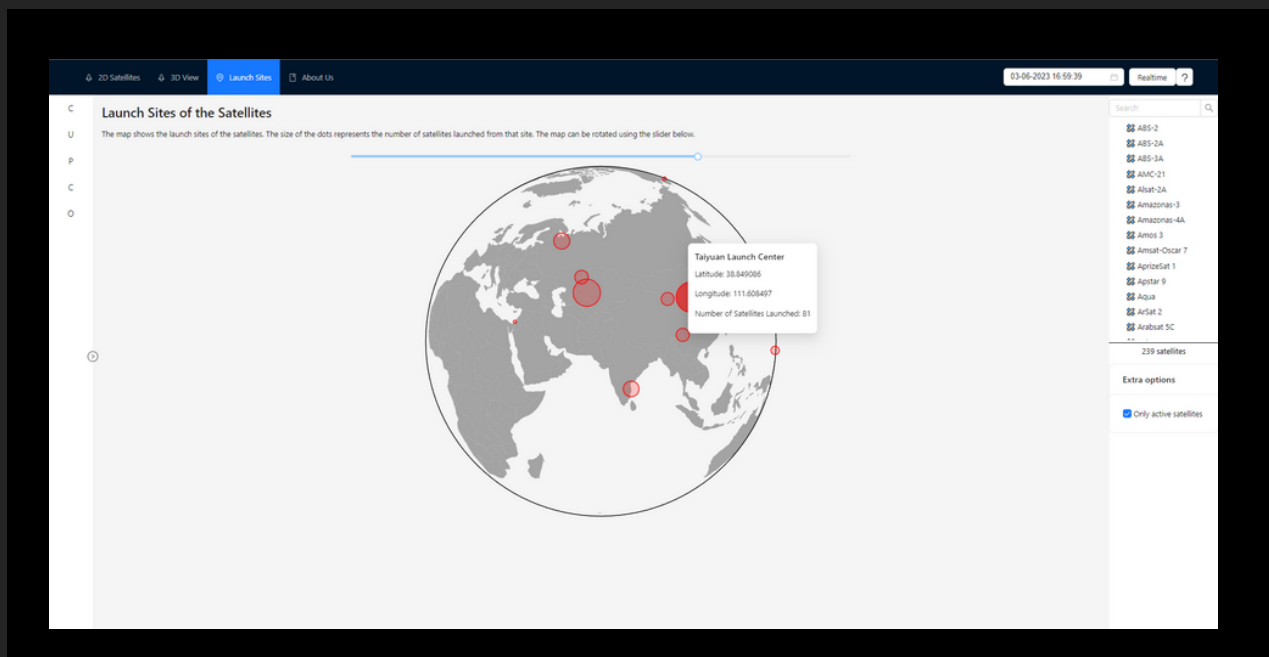 2D Satellites
3D View
Launch Sites
About Us
03-06-2023 16:59:39
Realtime
?
C
U
P
C
O
Launch Sites of the Satellites
The map shows the launch sites of the satellites. The size of the dots represents the number of satellites launched from that site. The map can be rotated using the slider below.
Taiyuan Launch Center
Latitude: 38.849086
Longitude: 111.608497
Number of Satellites Launched: 81
Search
ABS-2
ABS-2A
ABS-3A
AMC-21
Alsat-2A
Amazonas-3
Amazonas-4A
Amos 3
Amsat-Oscar 7
AprizeSat 1
Apstar 9
Aqua
ArSat 2
Arabsat 5C
239 satellites
Extra options
Only active satellites